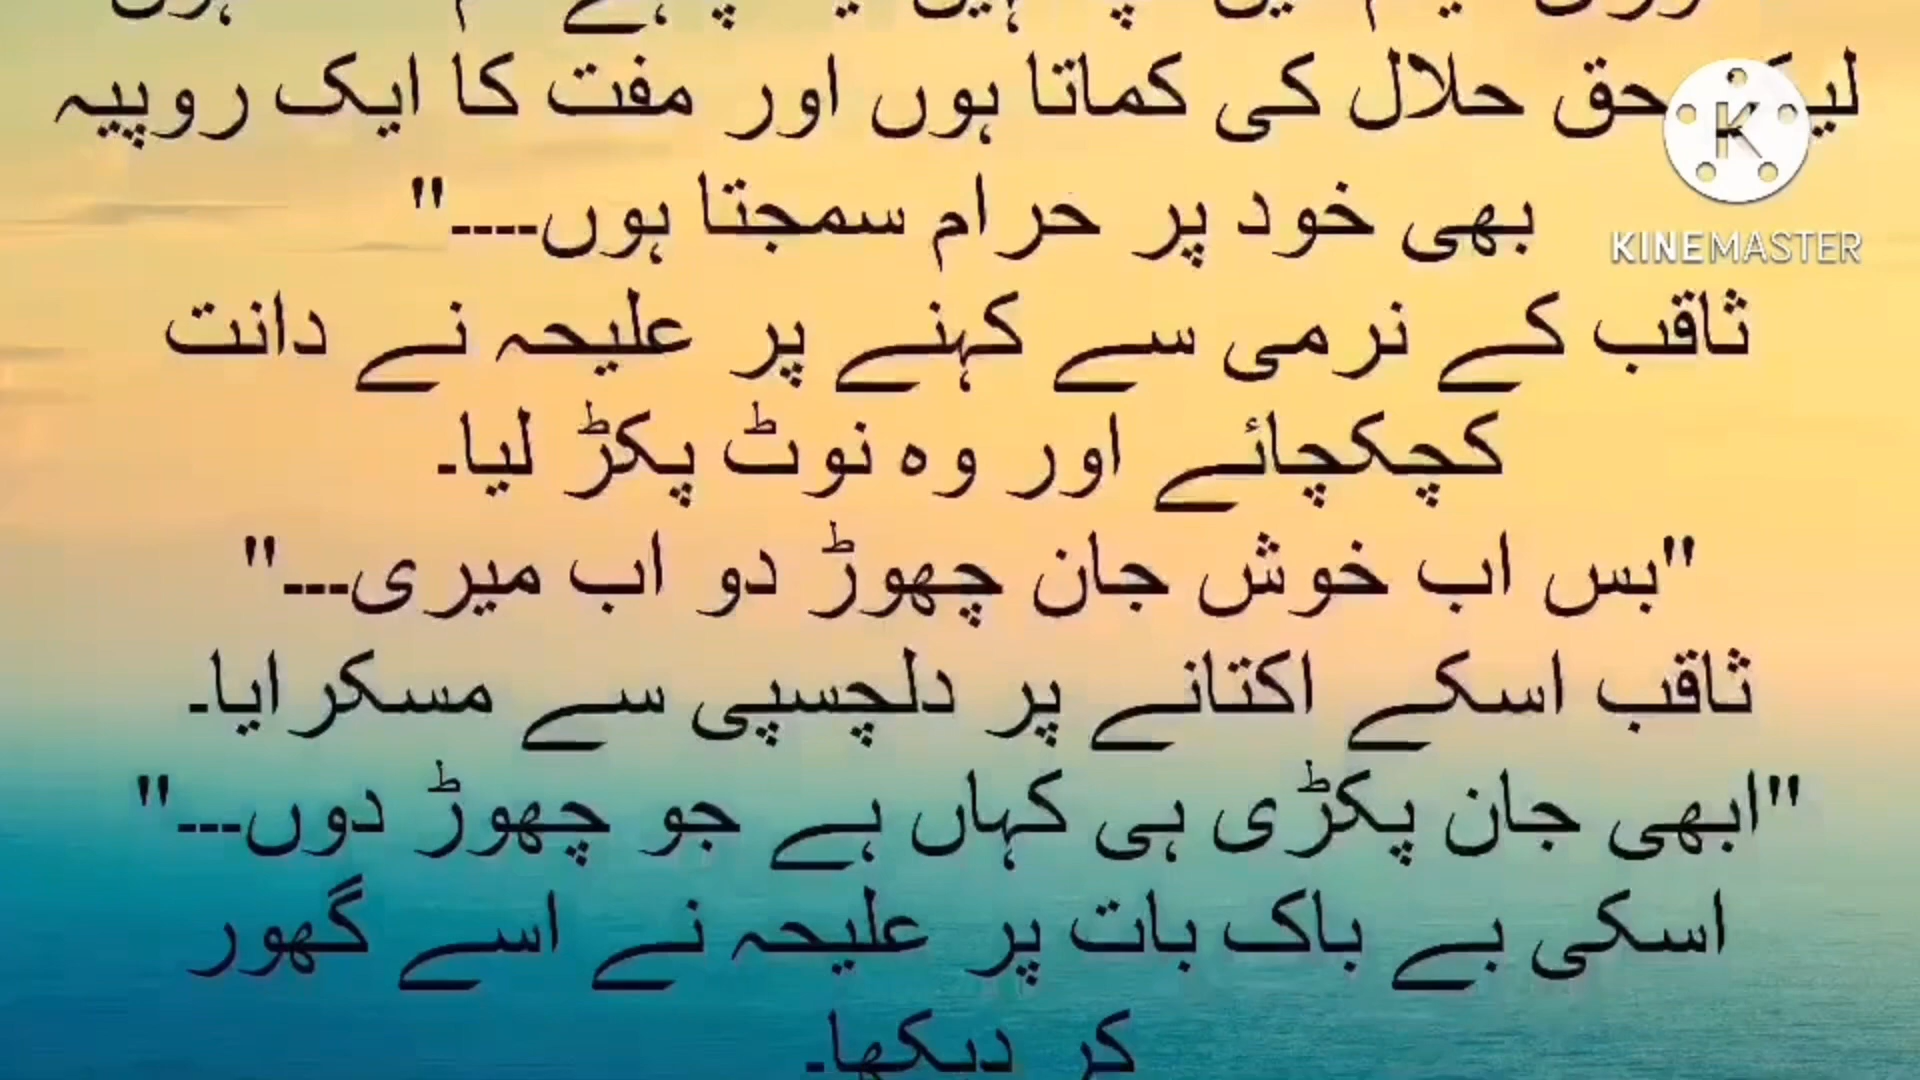 حق حلال کی کماتا ہوں اور مفت کا ایک روپیہ
بھی خود پر حرام سمجتا ہوں۔۔۔۔"
ثاقب کے نرمی سے کہنے پر علیحہ نے دانت
کچکچائے اور وہ نوٹ پکڑ لیا۔
"بس اب خوش جان چھوڑ دو اب میری۔۔۔"
ثاقب اسکے اکتانے پر دلچسپی سے مسکرایا۔
"ابھی جان پکڑی ہی کہاں ہے جو چھوڑ دوں۔۔۔"
اسکی بے باک بات پر علیحہ نے اسے گھور
کر دیکھا۔
K
KINEMASTER